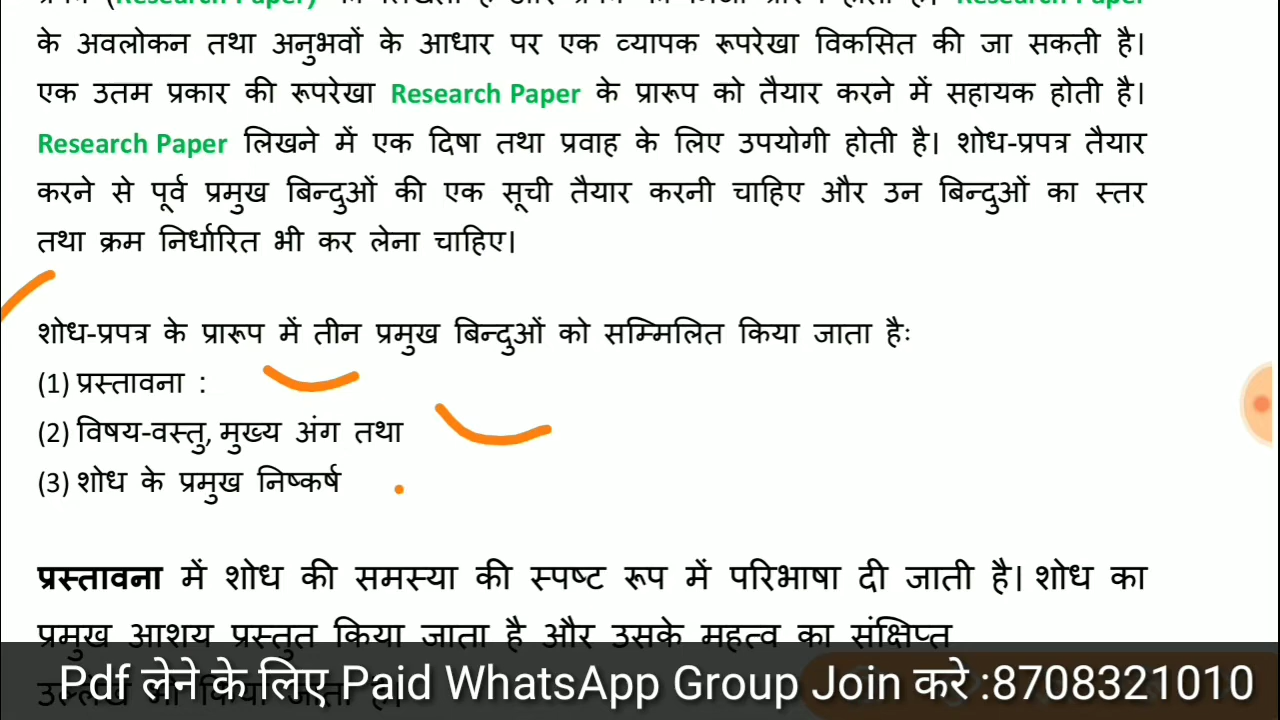 के अवलोकन तथा अनुभवों के आधार पर एक व्यापक रूपरेखा विकसित की जा सकती है।
एक उतम प्रकार की रूपरेखा Research Paper के प्रारूप को तैयार करने में सहायक होती है।
Research Paper लिखने में एक दिषा तथा प्रवाह के लिए उपयोगी होती है। शोध-प्रपत्र तैयार
करने से पूर्व प्रमुख बिन्दुओं की एक सूची तैयार करनी चाहिए और उन बिन्दुओं का स्तर
तथा क्रम निर्धारित भी कर लेना चाहिए।
शोध-प्रपत्र के प्रारूप में तीन प्रमुख बिन्दुओं को सम्मिलित किया जाता हैः
(1) प्रस्तावना :
(2) विषय-वस्तु, मुख्य अंग तथा
(3) शोध के प्रमुख निष्कर्ष
प्रस्तावना में शोध की समस्या की स्पष्ट रूप में परिभाषा दी जाती है। शोध का
प्रमुख आशय प्रस्तुत किया जाता है और उसके महत्व का संक्षिप्त
Pdf लेने के लिए Paid WhatsApp Group Join करे :8708321010